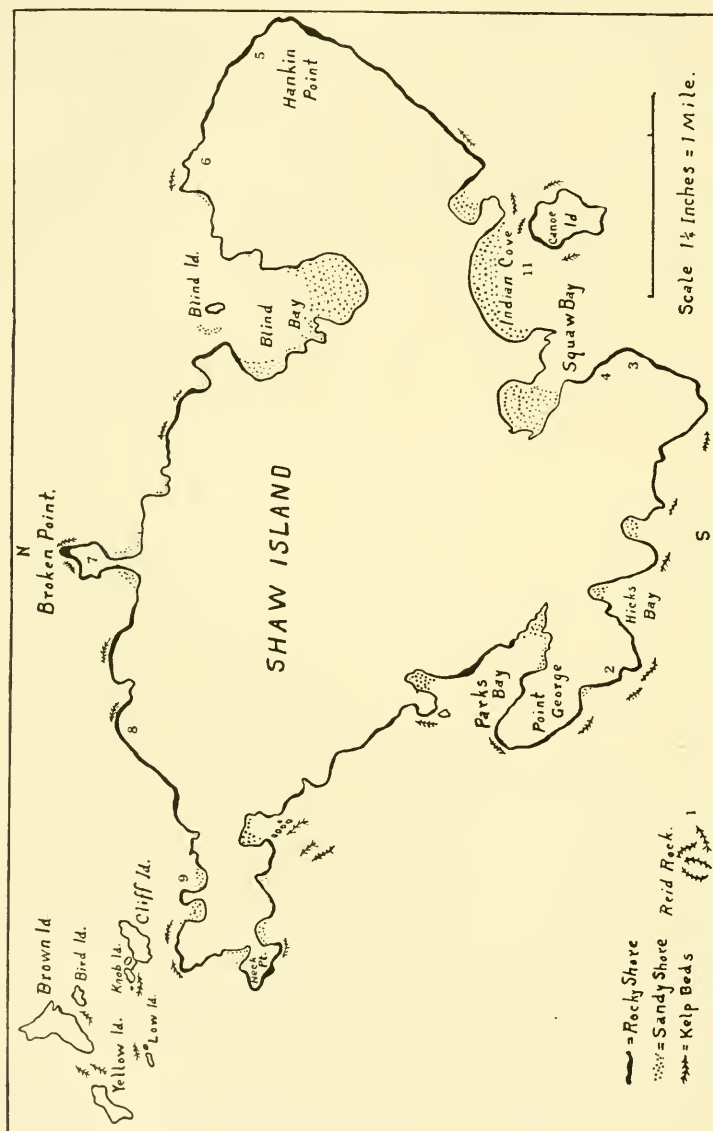 N
Broken Point.
Brown Id
Bird Id.
Yellow Id.
Knob Id.
Low Id.
Cliff Id.
Neck
Pt.
9
8
7
Blind Id.
Blind
Bay
6
5
Hankin
Point
SHAW ISLAND
Parks
Bay
Point
George
2
Hicks
Bay
Squaw Bay
4
3
Indian Cove
11
Canoe
Id
S
Reid Rock.
1
= Rocky Shore
= Sandy Shore
= Kelp Beds
Scale 1¼ Inches = 1 Mile.